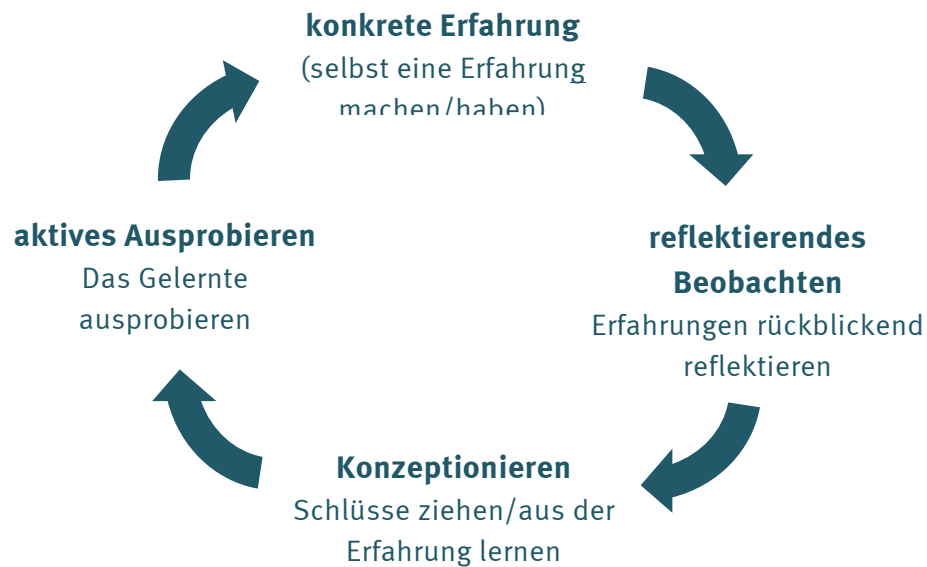 konkrete Erfahrung
(selbst eine Erfahrung
machen/haben)
reflektierendes
Beobachten
Erfahrungen rückblickend
reflektieren
Konzeptionieren
Schlüsse ziehen/aus der
Erfahrung lernen
aktives Ausprobieren
Das Gelernte
ausprobieren